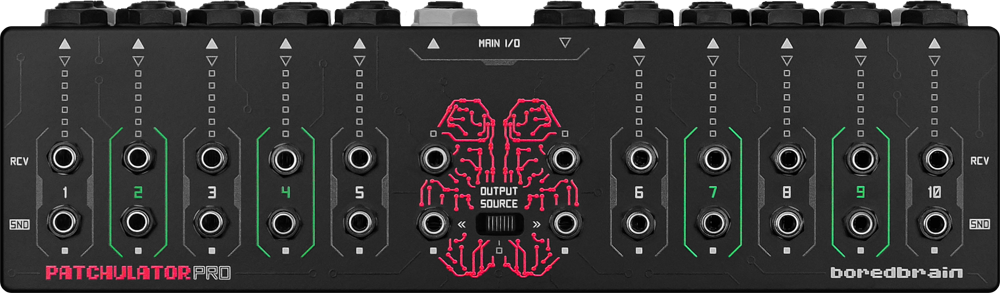 MAIN I/O
RCV
1
2
3
4
5
6
7
8
9
10
RCV
OUTPUT
SOURCE
SND
«
»
SND
PATCHULATOR PRO
boredbrain